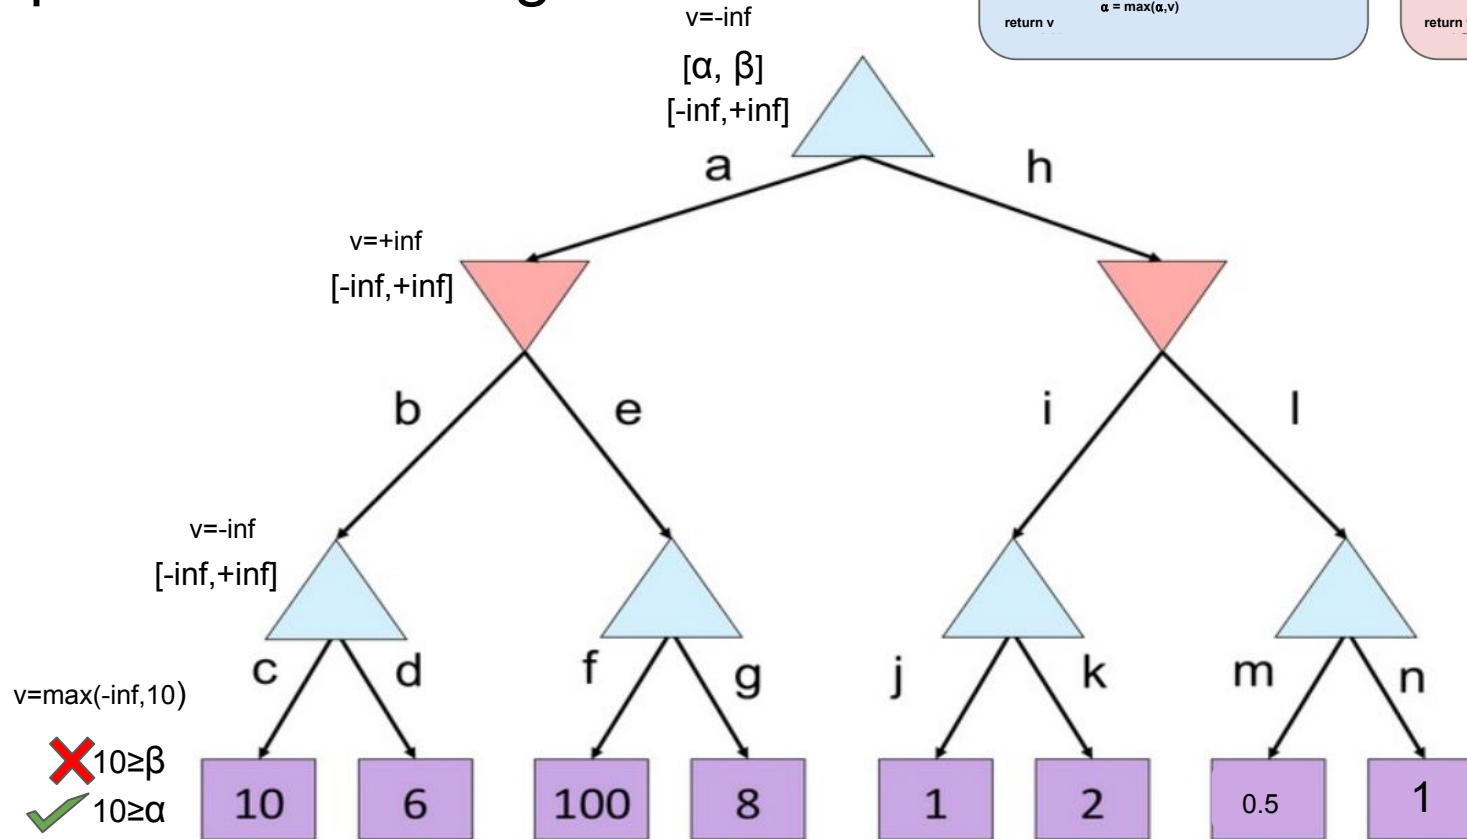 α = max(α,v)
return v
return
v=-inf
[α, β]
[-inf,+inf]
a
h
v=+inf
[-inf,+inf]
b
e
i
l
v=-inf
[-inf,+inf]
c
d
f
g
j
k
m
n
v=max(-inf,10)
10≥β
10≥α
10
6
100
8
1
2
0.5
1